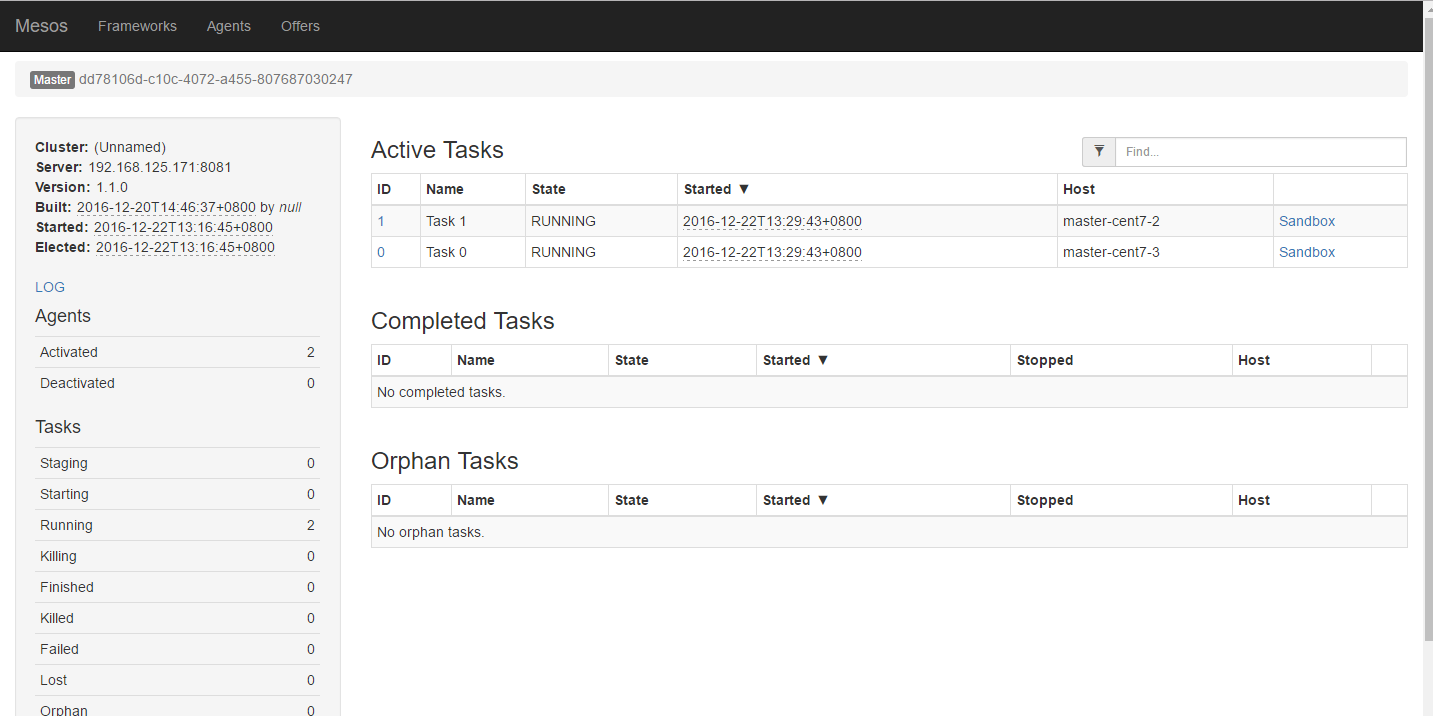 Mesos Frameworks Agents Offers
Master dd78106d-c10c-4072-a455-807687030247
Cluster: (Unnamed)
Server: 192.168.125.171:8081
Version: 1.1.0
Built: 2016-12-20T14:46:37+0800 by null
Started: 2016-12-22T13:16:45+0800
Elected: 2016-12-22T13:16:45+0800
LOG
Agents
Activated 2
Deactivated 0
Tasks
Staging 0
Starting 0
Running 2
Killing 0
Finished 0
Killed 0
Failed 0
Lost 0
Orphan 0
Active Tasks
Find...
ID Name State Started ▼ Host
1 Task 1 RUNNING 2016-12-22T13:29:43+0800 master-cent7-2 Sandbox
0 Task 0 RUNNING 2016-12-22T13:29:43+0800 master-cent7-3 Sandbox
Completed Tasks
ID Name State Started ▼ Stopped Host
No completed tasks.
Orphan Tasks
ID Name State Started ▼ Stopped Host
No orphan tasks.